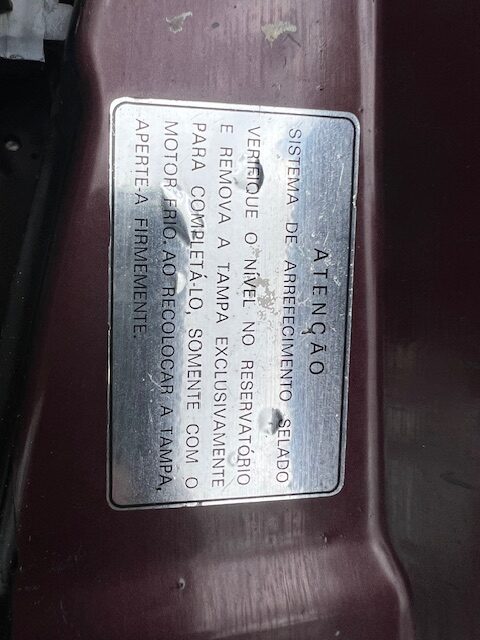 ATENÇÃO
SISTEMA DE ARREFECIMENTO SELADO
VERIFIQUE O NÍVEL NO RESERVATÓRIO
E REMOVA A TAMPA EXCLUSIVAMENTE
PARA COMPLETÁ-LO, SOMENTE COM O
MOTOR FRIO. AO RECOLOCAR A TAMPA,
APERTE-A FIRMEMENTE.